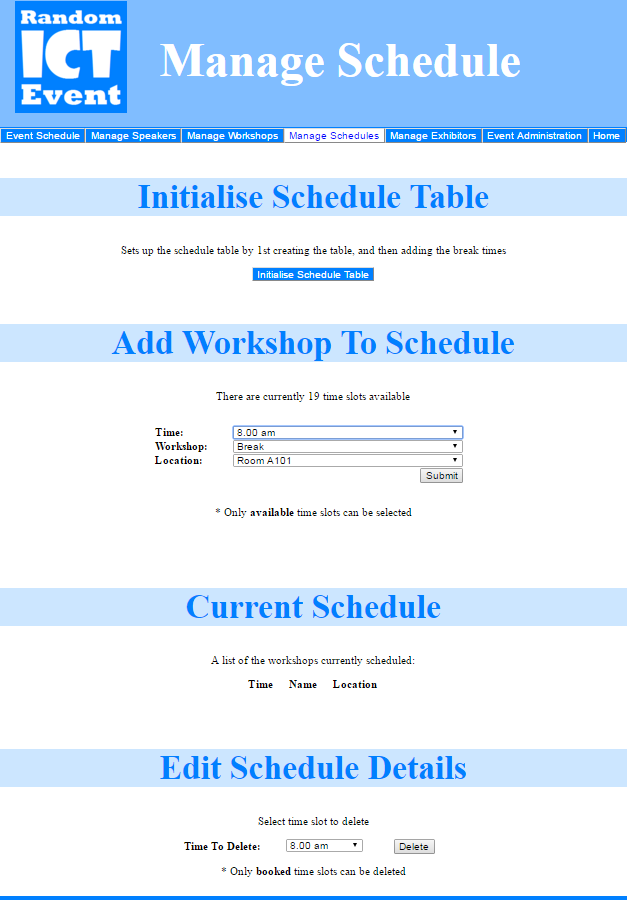 Random
ICT
Event
Manage Schedule
Event Schedule Manage Speakers Manage Workshops Manage Schedules Manage Exhibitors Event Administration Home
Initialise Schedule Table
Sets up the schedule table by 1st creating the table, and then adding the break times
Initialise Schedule Table
Add Workshop To Schedule
There are currently 19 time slots available
Time: 8.00 am
Workshop: Break
Location: Room A101
Submit
* Only available time slots can be selected
Current Schedule
A list of the workshops currently scheduled:
Time Name Location
Edit Schedule Details
Select time slot to delete
Time To Delete: 8.00 am Delete
* Only booked time slots can be deleted